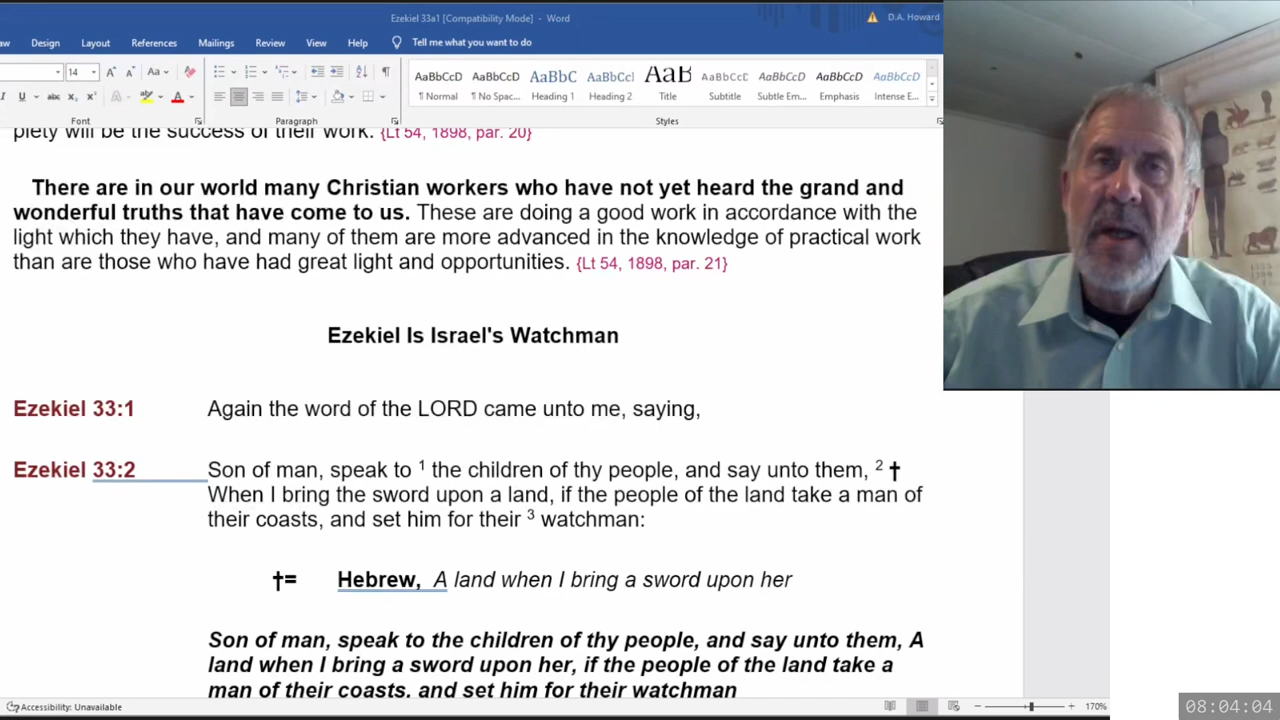 Ezekiel 33a1 [Compatibility Mode] - Word
D.A. Howard
aw Design Layout References Mailings Review View Help Tell me what you want to do
14 Aa
AaBbCcD AaBbCcD AaBbC AaBbCcl AaB AaBbCcD AaBbCcD AaBbCcD AaBbCcD
¶ Normal ¶ No Spac... Heading 1 Heading 2 Title Subtitle Subtle Em... Emphasis Intense E...
Font Paragraph Styles
piety will be the success of their work. {Lt 54, 1898, par. 20}
There are in our world many Christian workers who have not yet heard the grand and
wonderful truths that have come to us. These are doing a good work in accordance with the
light which they have, and many of them are more advanced in the knowledge of practical work
than are those who have had great light and opportunities. {Lt 54, 1898, par. 21}
Ezekiel Is Israel's Watchman
Ezekiel 33:1 Again the word of the LORD came unto me, saying,
Ezekiel 33:2 Son of man, speak to 1 the children of thy people, and say unto them, 2 †
When I bring the sword upon a land, if the people of the land take a man of
their coasts, and set him for their 3 watchman:
†= Hebrew, A land when I bring a sword upon her
Son of man, speak to the children of thy people, and say unto them, A
land when I bring a sword upon her, if the people of the land take a
man of their coasts, and set him for their watchman
Accessibility: Unavailable
170%
08:04:04